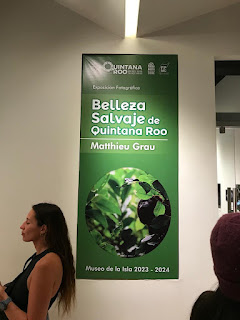 QUINTANA
ROO
Exposición Fotográfica
Belleza
Salvaje de
Quintana Roo
Matthieu Grau
Museo de la Isla 2023 - 2024